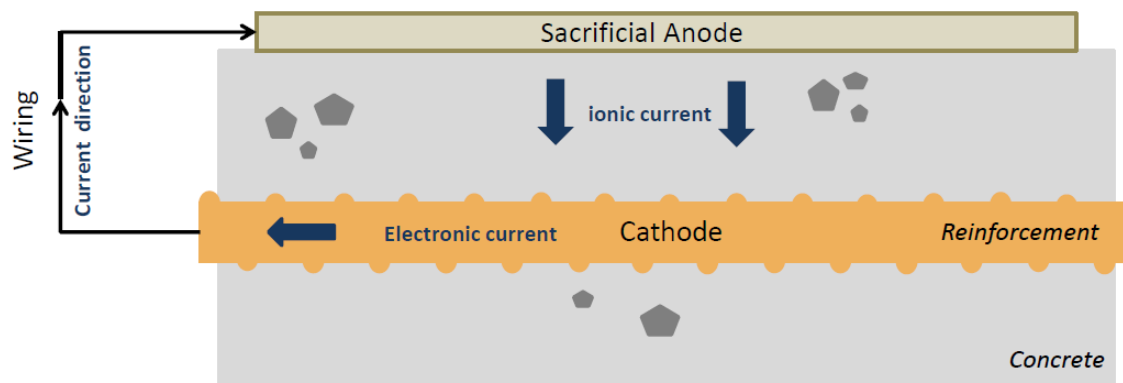 Sacrificial Anode
Wiring
Current direction
ionic current
Electronic current
Cathode
Reinforcement
Concrete